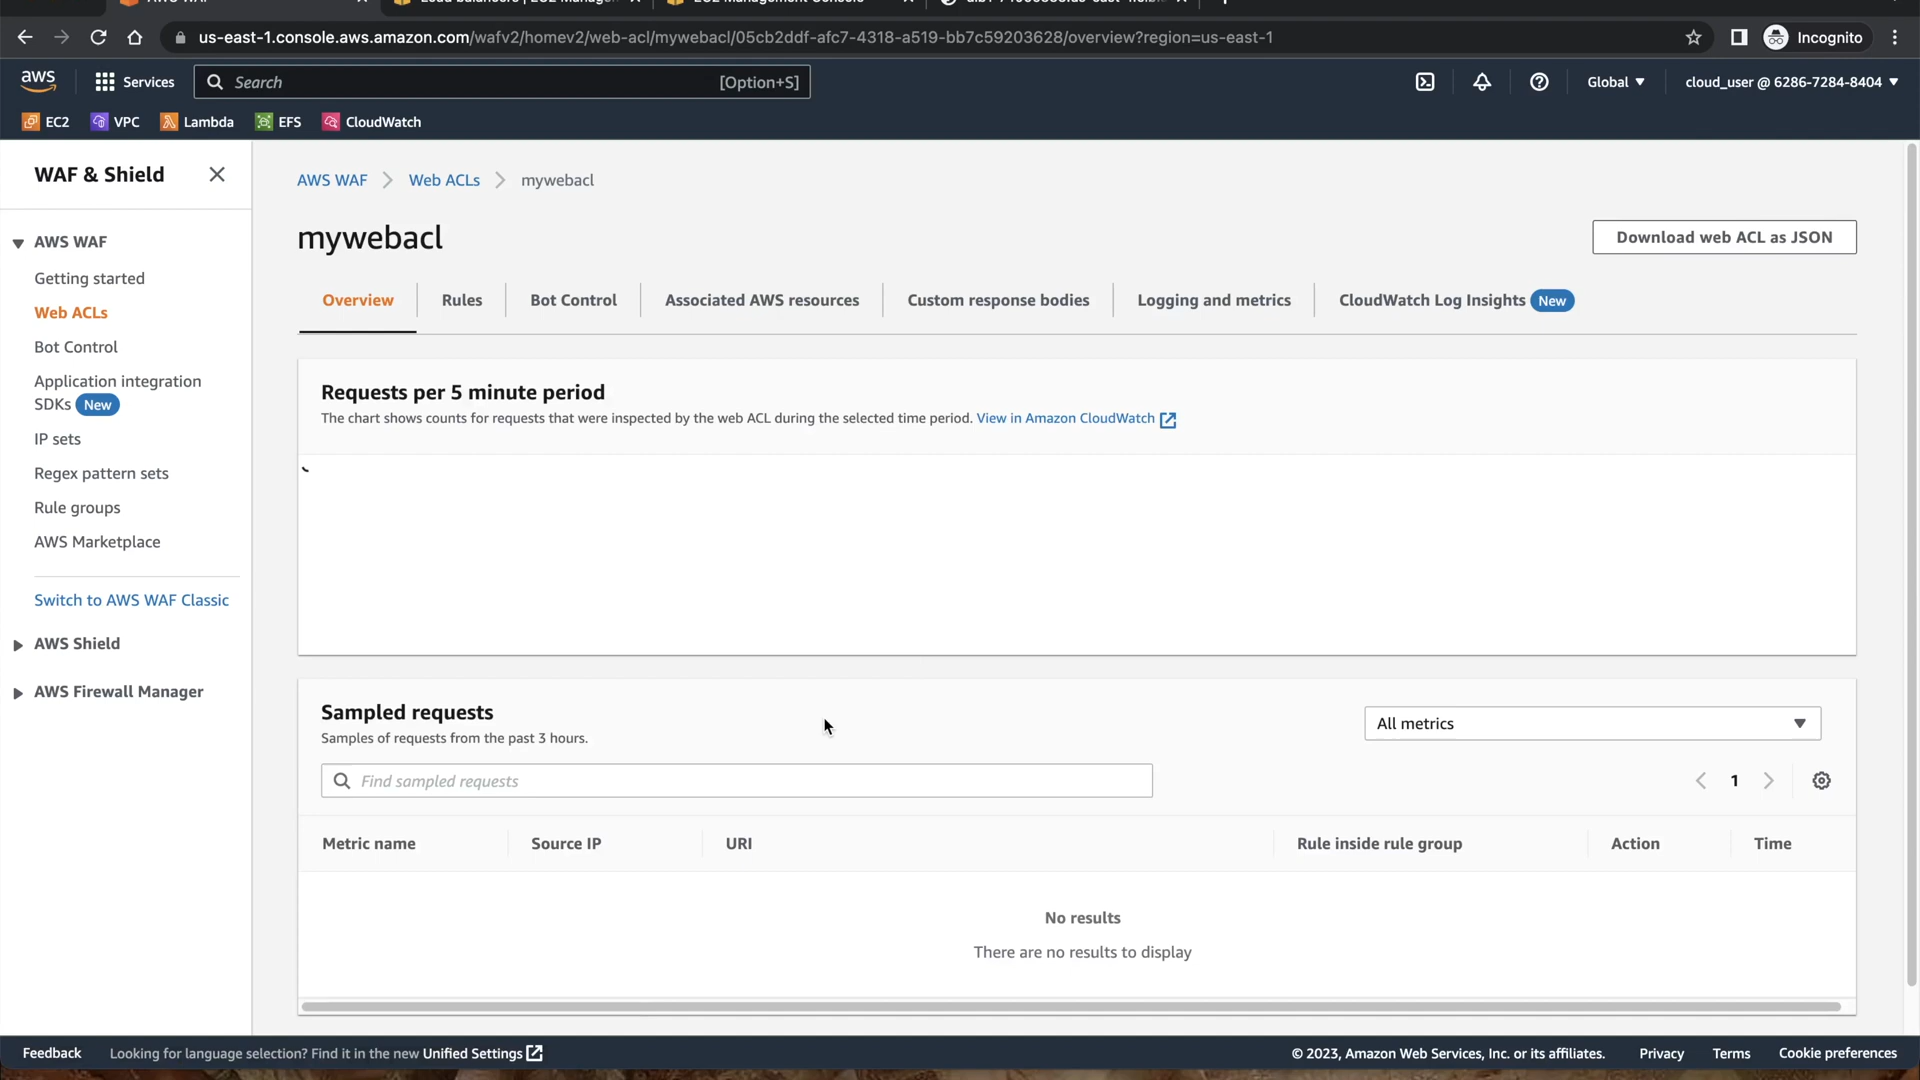 us-east-1.console.aws.amazon.com/wafv2/homev2/web-acl/mywebacl/05cb2ddf-afc7-4318-a519-bb7c59203628/overview?region=us-east-1
Incognito
aws
Services
Search
[Option+S]
Global
cloud_user @ 6286-7284-8404
EC2
VPC
Lambda
EFS
CloudWatch
WAF & Shield
AWS WAF
Getting started
Web ACLs
Bot Control
Application integration
SDKs New
IP sets
Regex pattern sets
Rule groups
AWS Marketplace
Switch to AWS WAF Classic
AWS Shield
AWS Firewall Manager
AWS WAF
Web ACLs
mywebacl
mywebacl
Download web ACL as JSON
Overview
Rules
Bot Control
Associated AWS resources
Custom response bodies
Logging and metrics
CloudWatch Log Insights New
Requests per 5 minute period
The chart shows counts for requests that were inspected by the web ACL during the selected time period. View in Amazon CloudWatch
Sampled requests
Samples of requests from the past 3 hours.
All metrics
Find sampled requests
1
Metric name
Source IP
URI
Rule inside rule group
Action
Time
No results
There are no results to display
Feedback
Looking for language selection? Find it in the new Unified Settings
© 2023, Amazon Web Services, Inc. or its affiliates.
Privacy
Terms
Cookie preferences